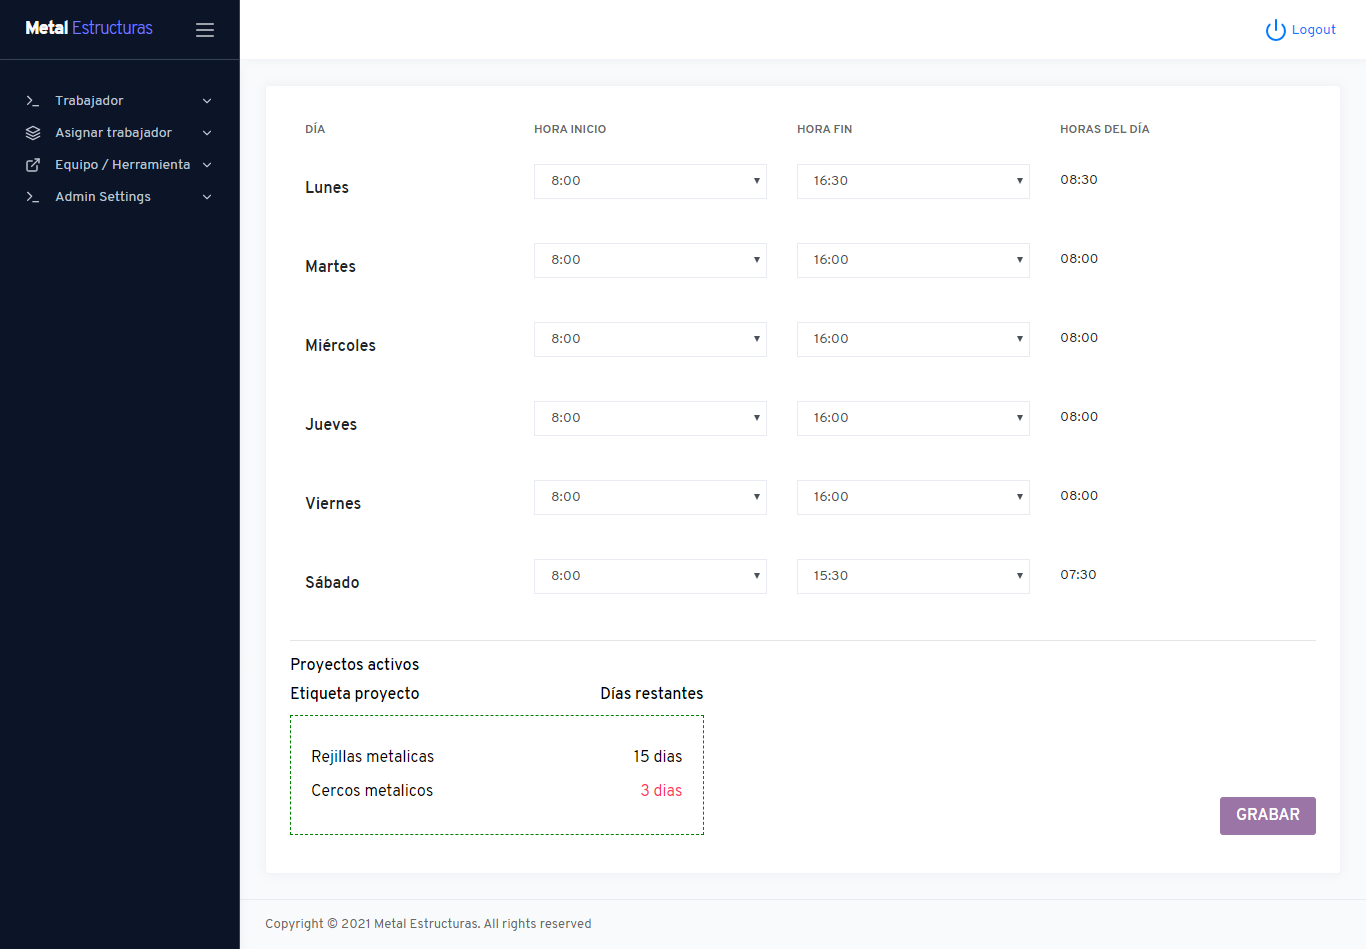 Metal Estructuras
Logout
Trabajador
Asignar trabajador
Equipo / Herramienta
Admin Settings
DÍA HORA INICIO HORA FIN HORAS DEL DÍA
Lunes 8:00 16:30 08:30
Martes 8:00 16:00 08:00
Miércoles 8:00 16:00 08:00
Jueves 8:00 16:00 08:00
Viernes 8:00 16:00 08:00
Sábado 8:00 15:30 07:30
Proyectos activos
Etiqueta proyecto Días restantes
Rejillas metalicas 15 dias
Cercos metalicos 3 dias
GRABAR
Copyright © 2021 Metal Estructuras. All rights reserved